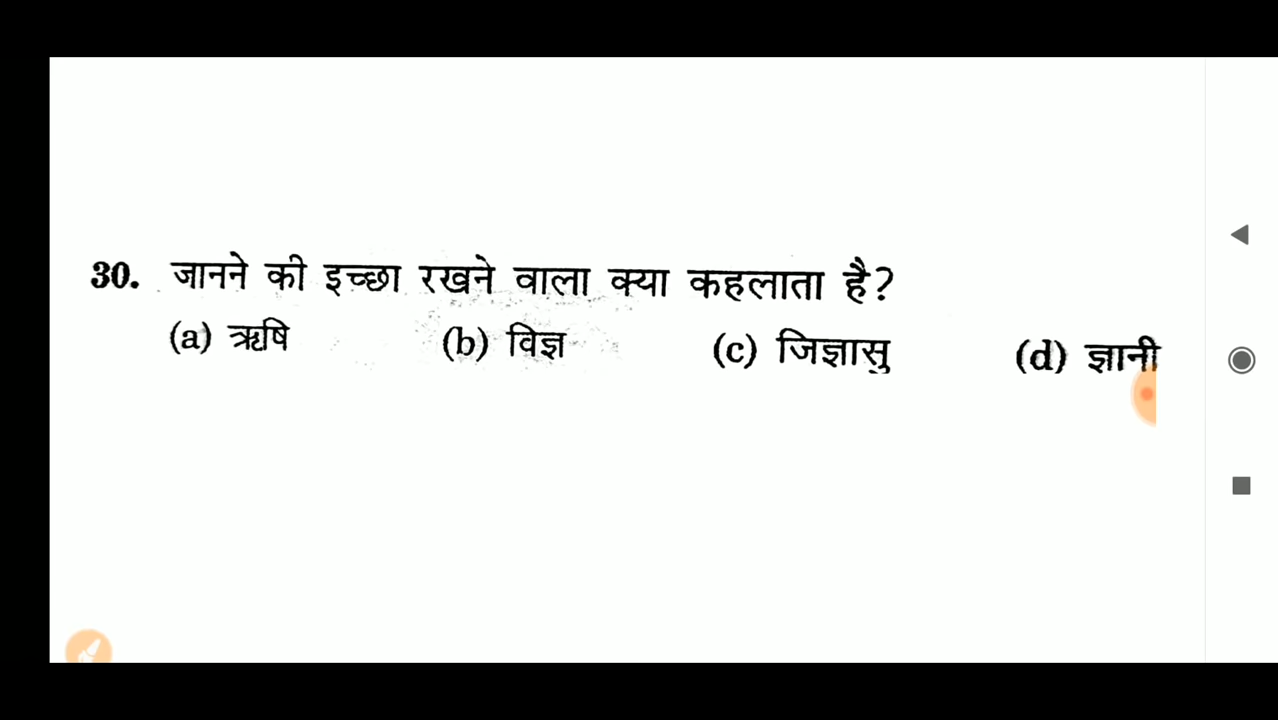 30. जानने की इच्छा रखने वाला क्या कहलाता है?
(a) ऋषि (b) विज्ञ (c) जिज्ञासु (d) ज्ञानी